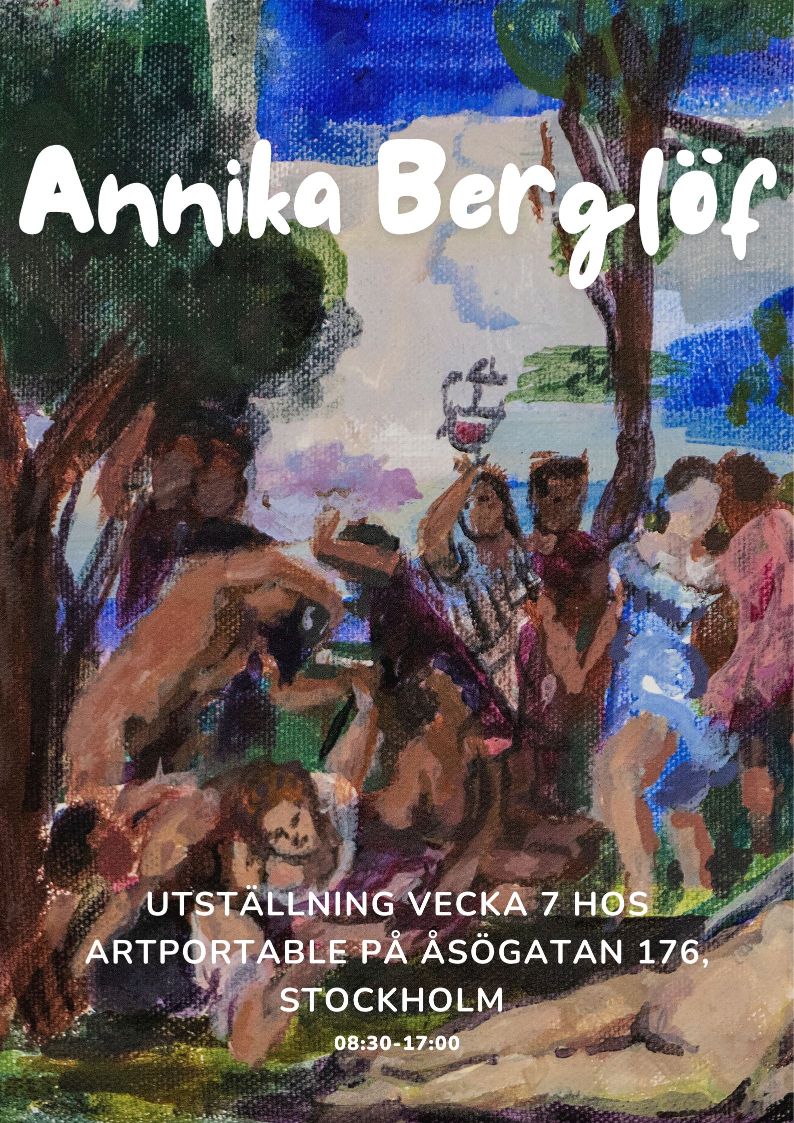 Annika Berglöf
UTSTÄLLNING VECKA 7 HOS
ARTPORTABLE PÅ ÅSÖGATAN 176,
STOCKHOLM
08:30-17:00